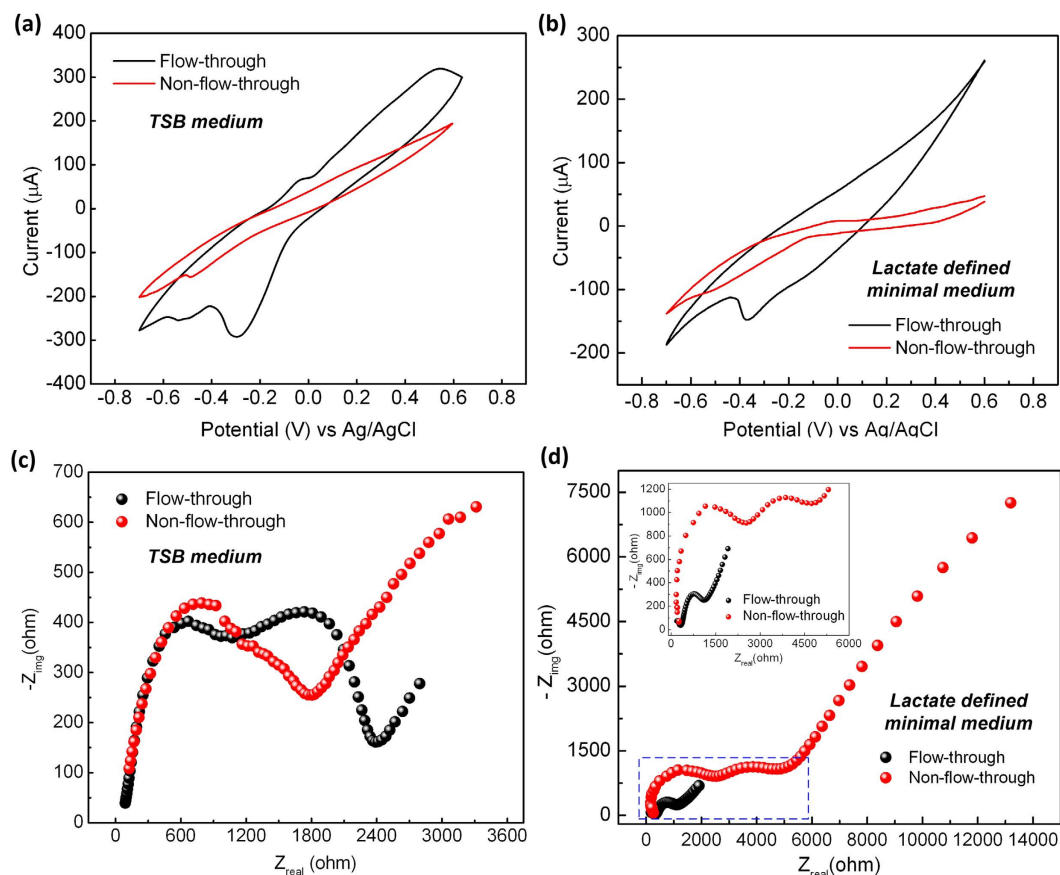 (a)
400
300
200
100
0
-100
-200
-300
-400
Current (μA)
Flow-through
Non-flow-through
TSB medium
-0.8 -0.6 -0.4 -0.2 0.0 0.2 0.4 0.6 0.8
Potential (V) vs Ag/AgCl
(b)
300
200
100
0
-100
-200
Current (μA)
Lactate defined
minimal medium
Flow-through
Non-flow-through
-0.8 -0.6 -0.4 -0.2 0.0 0.2 0.4 0.6 0.8
Potential (V) vs Aq/AqCl
(c)
700
600
500
400
300
200
100
0
-Zimg(ohm)
Flow-through
Non-flow-through
TSB medium
0 600 1200 1800 2400 3000 3600
Zreal (ohm)
(d)
7500
6000
4500
3000
1500
0
- Zimg(ohm)
1200
1000
800
600
400
200
0
- Zimg(ohm)
Flow-through
Non-flow-through
0 1500 3000 4500 6000
Zreal(ohm)
Lactate defined
minimal medium
Flow-through
Non-flow-through
0 2000 4000 6000 8000 10000 12000 14000
Zreal(ohm)